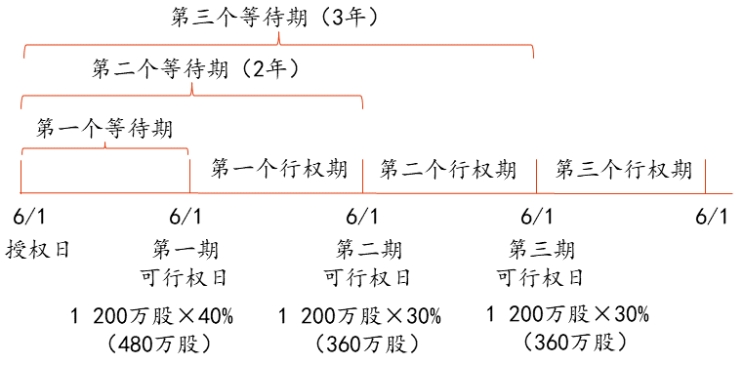 第三个等待期（3年）
第二个等待期（2年）
第一个等待期
第一个行权期 第二个行权期 第三个行权期
6/1 6/1 6/1 6/1 6/1
授权日 第一期 第二期 第三期
可行权日 可行权日 可行权日
1 200万股×40% 1 200万股×30% 1 200万股×30%
（480万股） （360万股） （360万股）